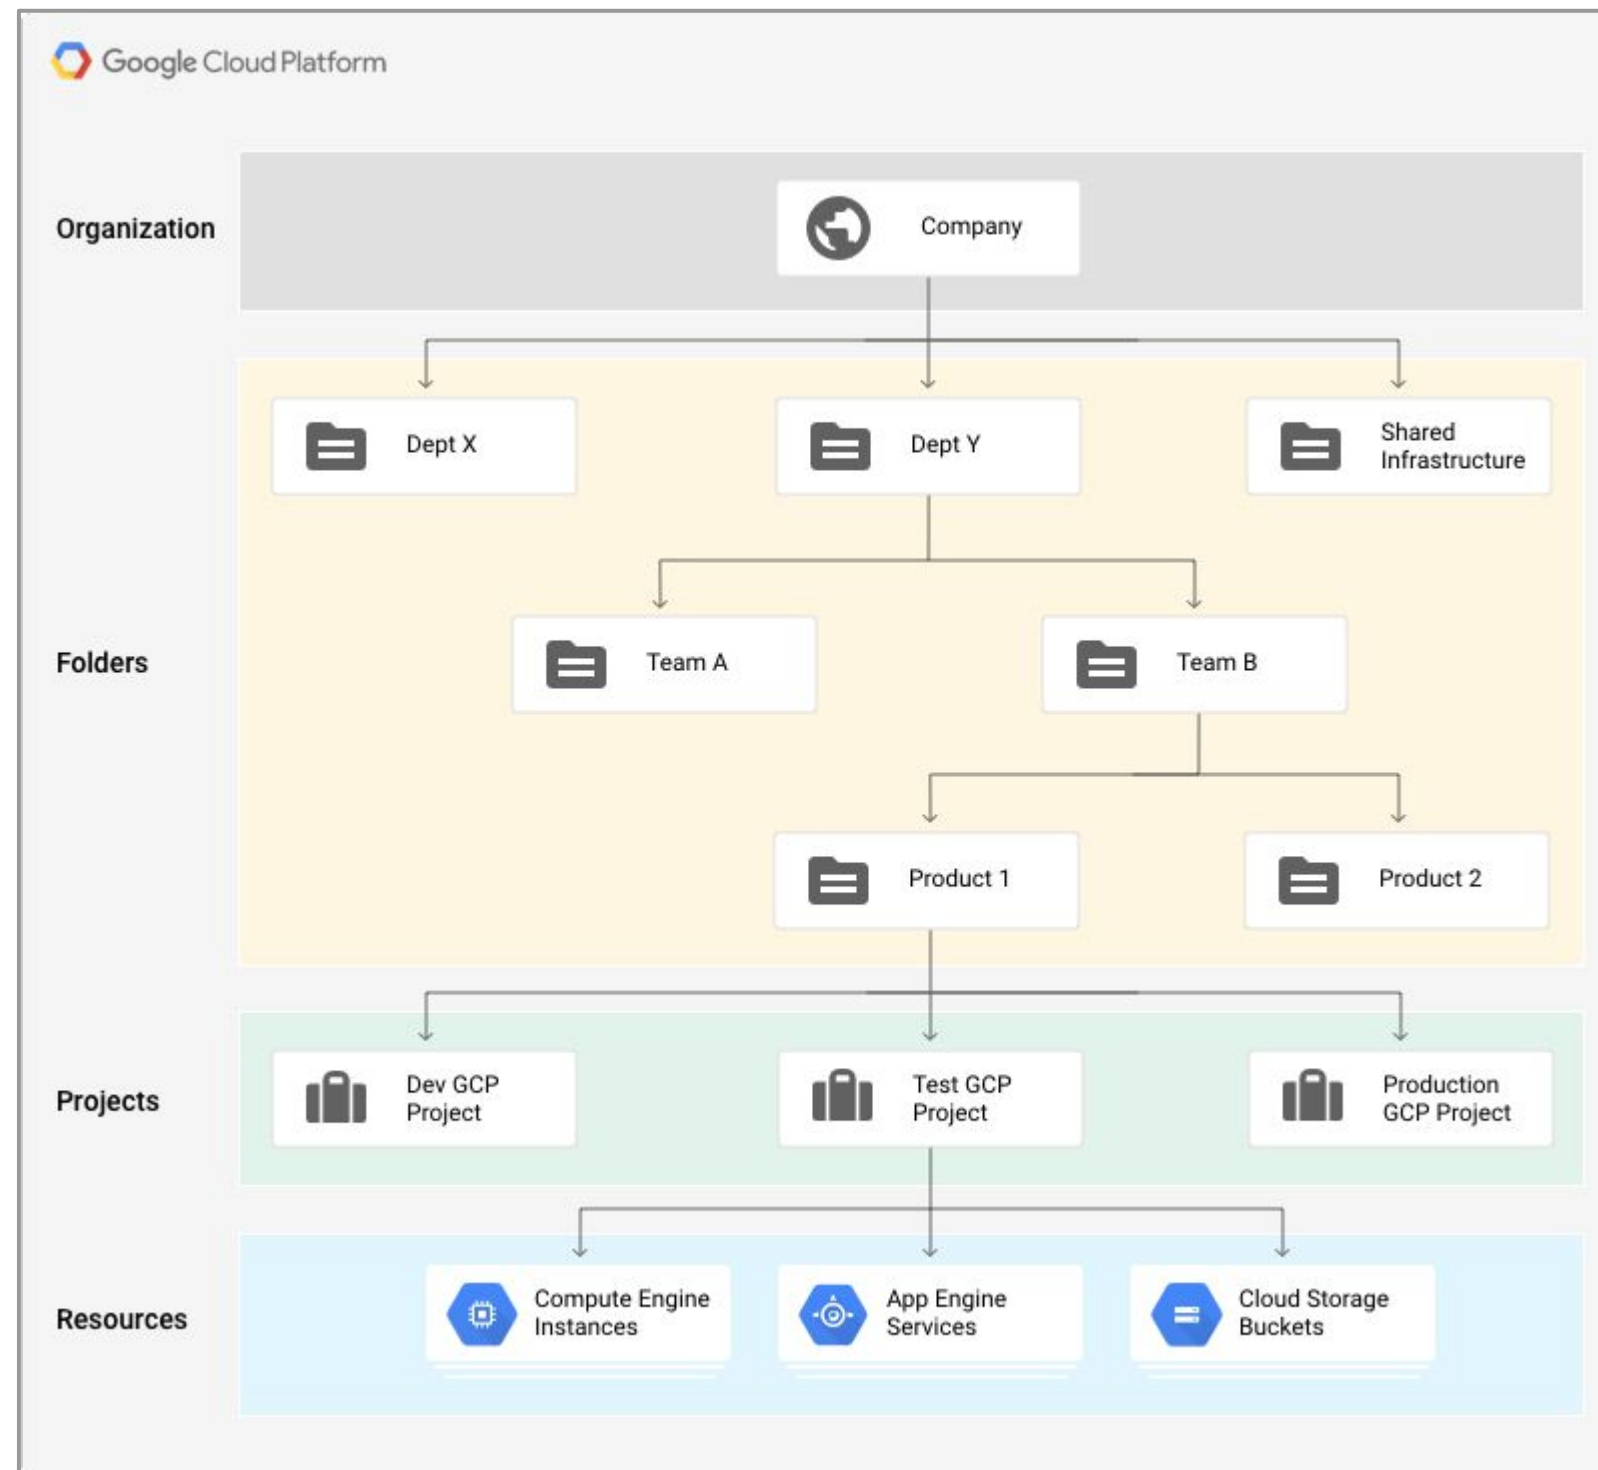 Google Cloud Platform
Organization
Company
Dept X
Dept Y
Shared
Infrastructure
Folders
Team A
Team B
Product 1
Product 2
Projects
Dev GCP
Project
Test GCP
Project
Production
GCP Project
Resources
Compute Engine
Instances
App Engine
Services
Cloud Storage
Buckets